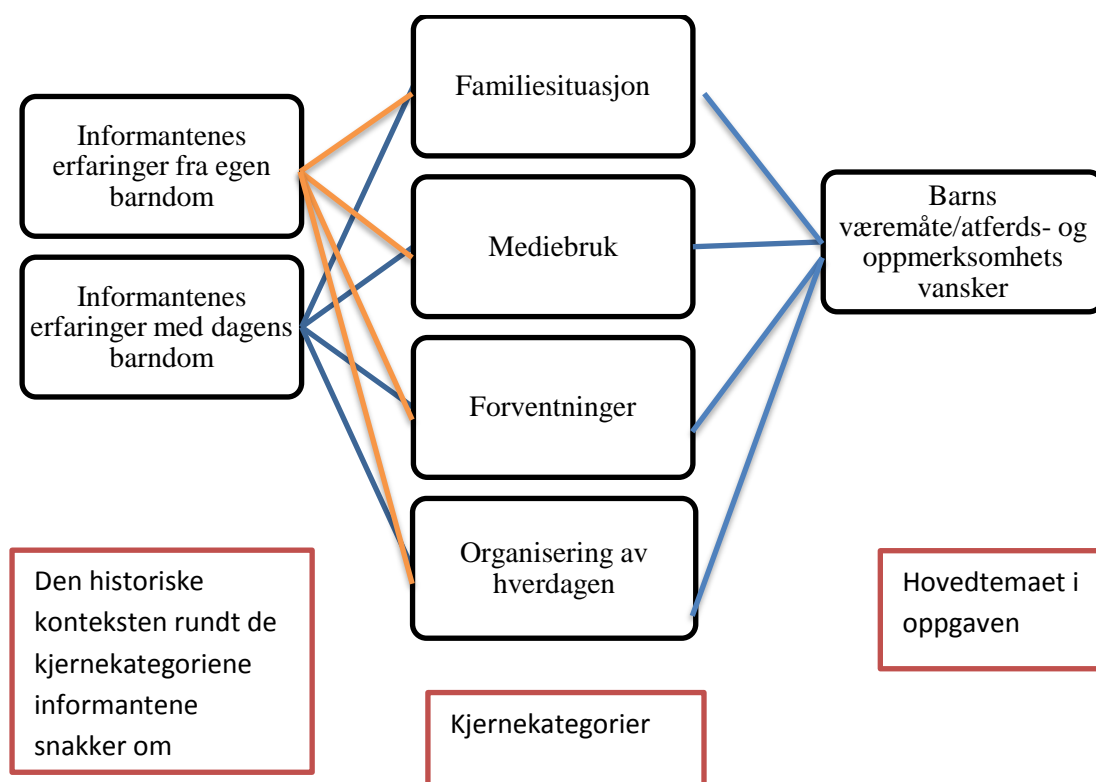 Informantenes
erfaringer fra egen
barndom
Informantenes
erfaringer med dagens
barndom
Familiesituasjon
Mediebruk
Forventninger
Organisering av
hverdagen
Barns
væremåte/atferds- og
oppmerksomhets
vansker
Den historiske
konteksten rundt de
kjernekategoriene
informantene
snakker om
Kjernekategorier
Hovedtemaet i
oppgaven